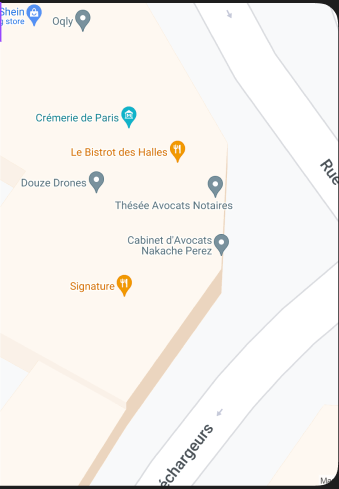 Shein
g store
Oqly
Crémerie de Paris
Le Bistrot des Halles
Douze Drones
Thésée Avocats Notaires
Cabinet d'Avocats
Nakache Perez
Signature
Rue
échargeurs
Ma